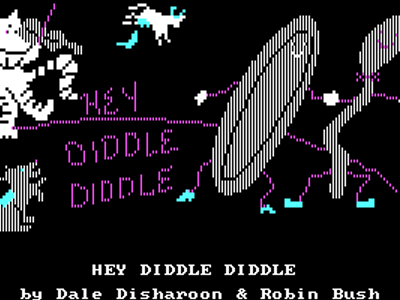 HEY
DIDDLE
DIDDLE
HEY DIDDLE DIDDLE
by Dale Disharoon & Robin Bush